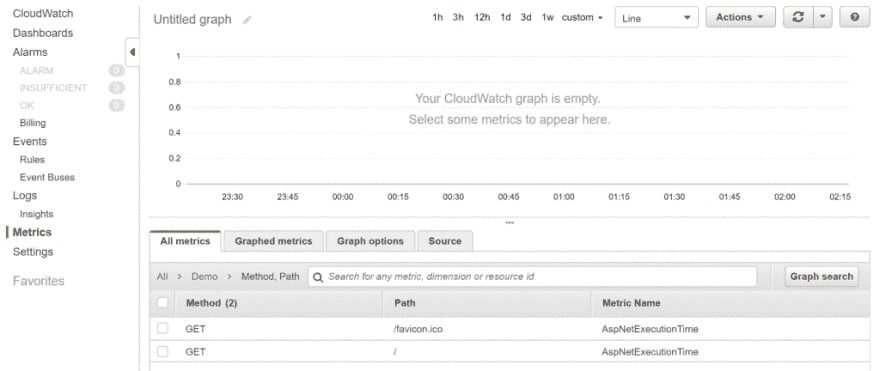 CloudWatch
Dashboards
Alarms
ALARM 0
INSUFFICIENT 0
OK 0
Billing
Events
Rules
Event Buses
Logs
Insights
Metrics
Settings
Favorites
Untitled graph
1h 3h 12h 1d 3d 1w custom Line Actions
1
0.8
0.6
0.4
0.2
0
Your CloudWatch graph is empty.
Select some metrics to appear here.
23:30 23:45 00:00 00:15 00:30 00:45 01:00 01:15 01:30 01:45 02:00 02:15
All metrics Graphed metrics Graph options Source
All > Demo > Method, Path Search for any metric, dimension or resource id Graph search
Method (2) Path Metric Name
GET /favicon.ico AspNetExecutionTime
GET / AspNetExecutionTime